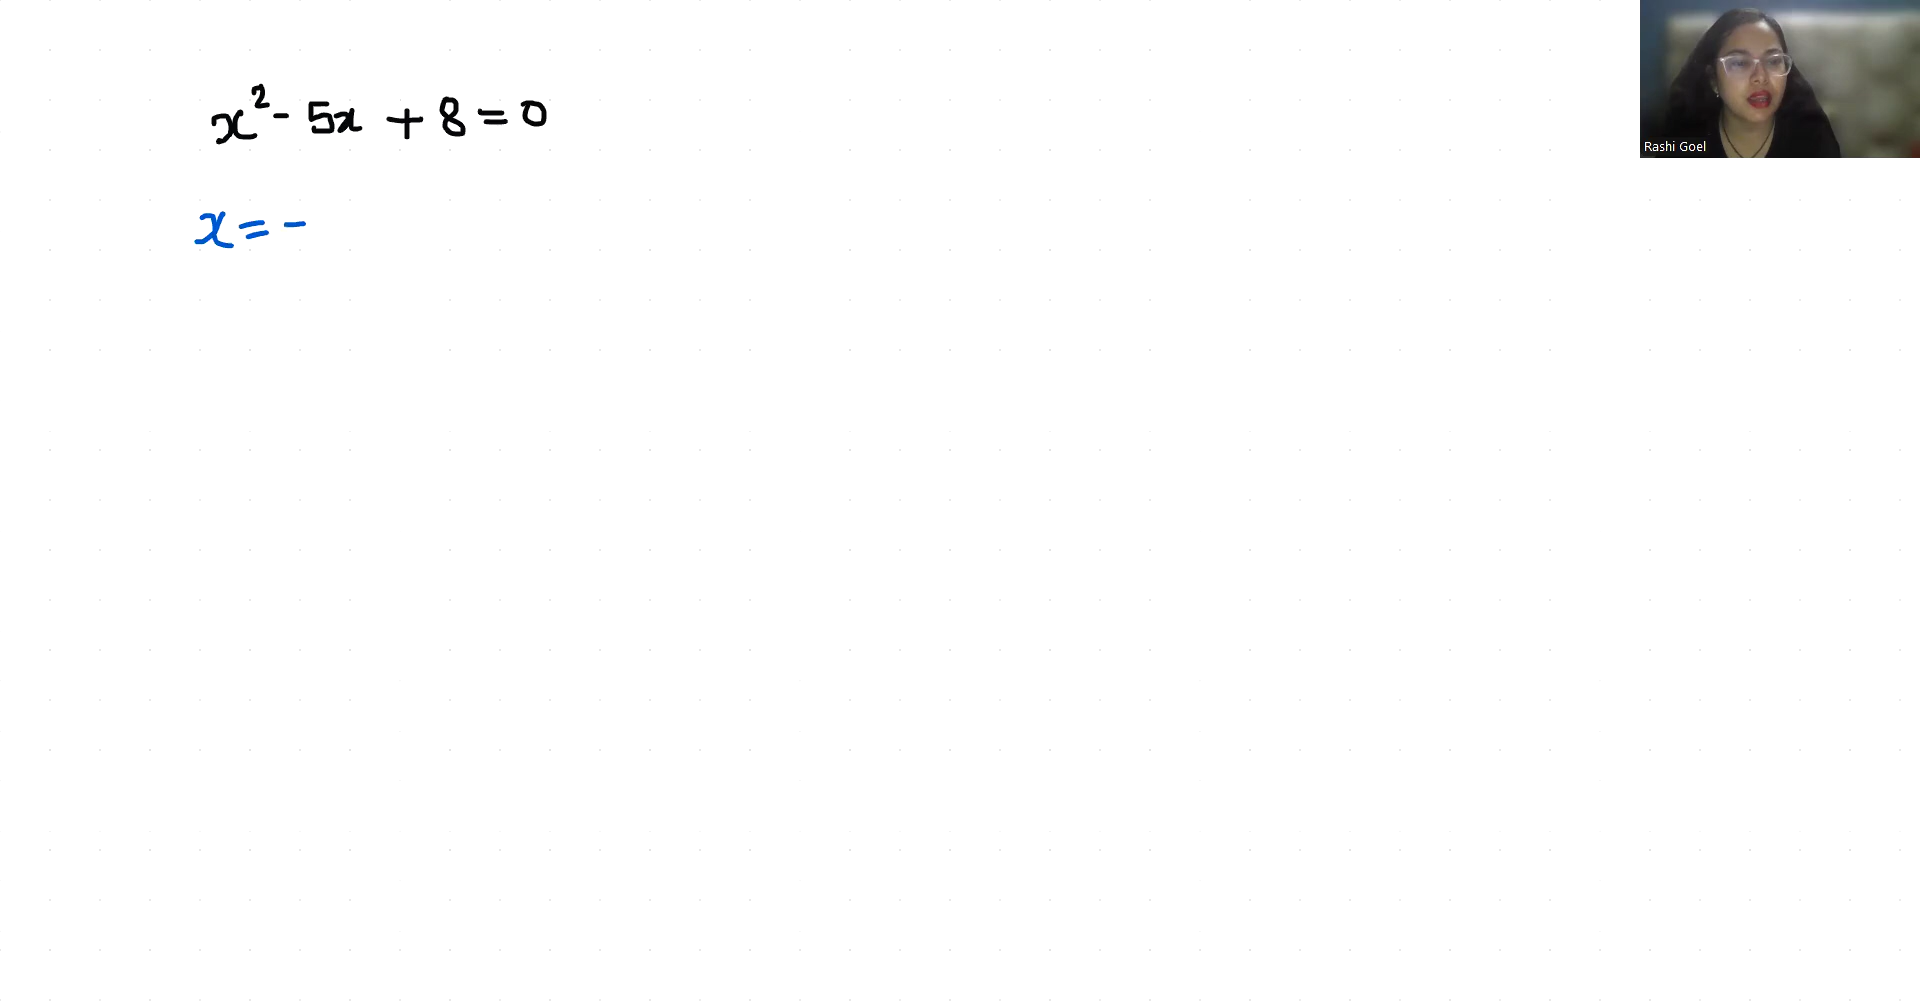 x² - 5x + 8 = 0
x = -
Rashi Goel